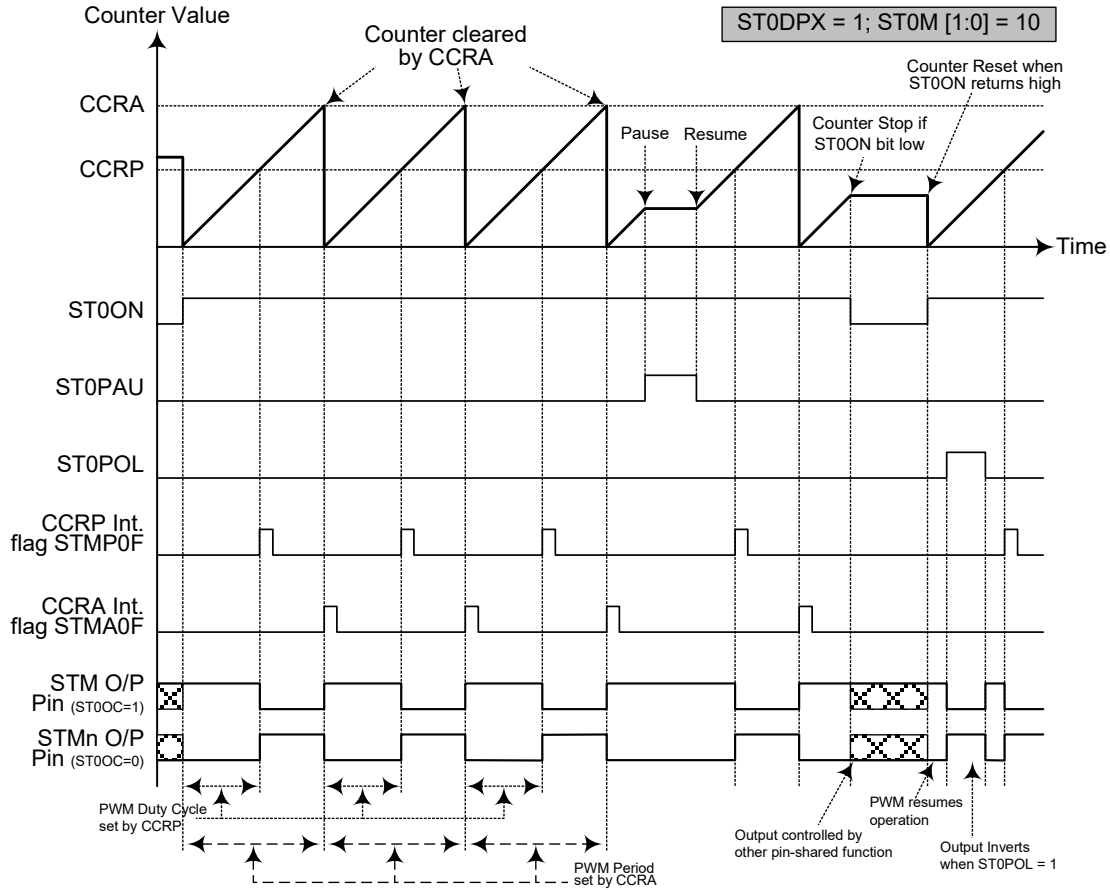 Counter Value
ST0DPX = 1; ST0M [1:0] = 10
Counter cleared
by CCRA
Counter Reset when
ST0ON returns high
CCRA
Pause
Resume
Counter Stop if
ST0ON bit low
CCRP
Time
ST0ON
ST0PAU
ST0POL
CCRP Int.
flag STMP0F
CCRA Int.
flag STMA0F
STM O/P
Pin (ST0OC=1)
STMn O/P
Pin (ST0OC=0)
PWM Duty Cycle
set by CCRP
PWM resumes
operation
Output controlled by
other pin-shared function
Output Inverts
when ST0POL = 1
PWM Period
set by CCRA